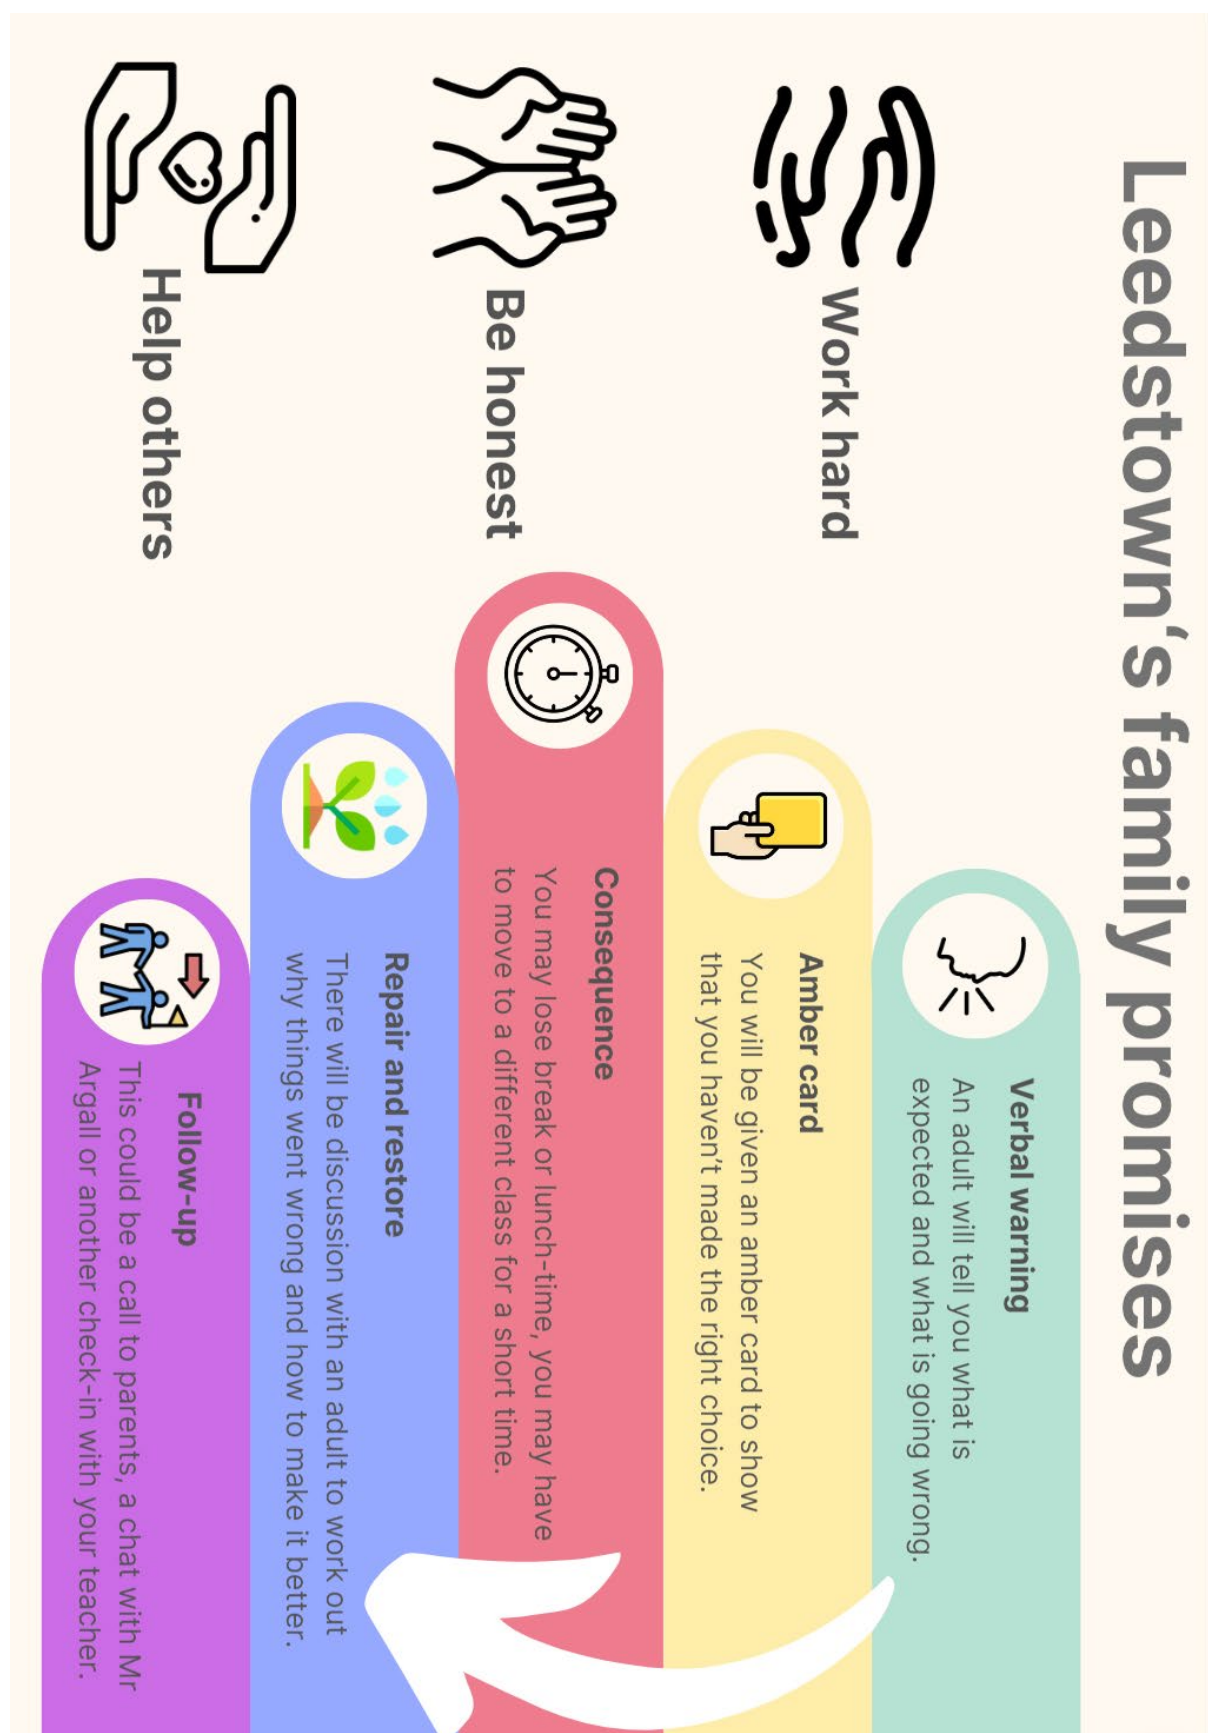 Leedstown‘s family promises
Work hard
Be honest
Help others
Verbal warning
An adult will tell you what is
expected and what is going wrong.
Amber card
You will be given an amber card to show
that you haven’t made the right choice.
Consequence
You may lose break or lunch-time, you may have
to move to a different class for a short time.
Repair and restore
There will be discussion with an adult to work out
why things went wrong and how to make it better.
Follow-up
This could be a call to parents, a chat with Mr
Argall or another check-in with your teacher.